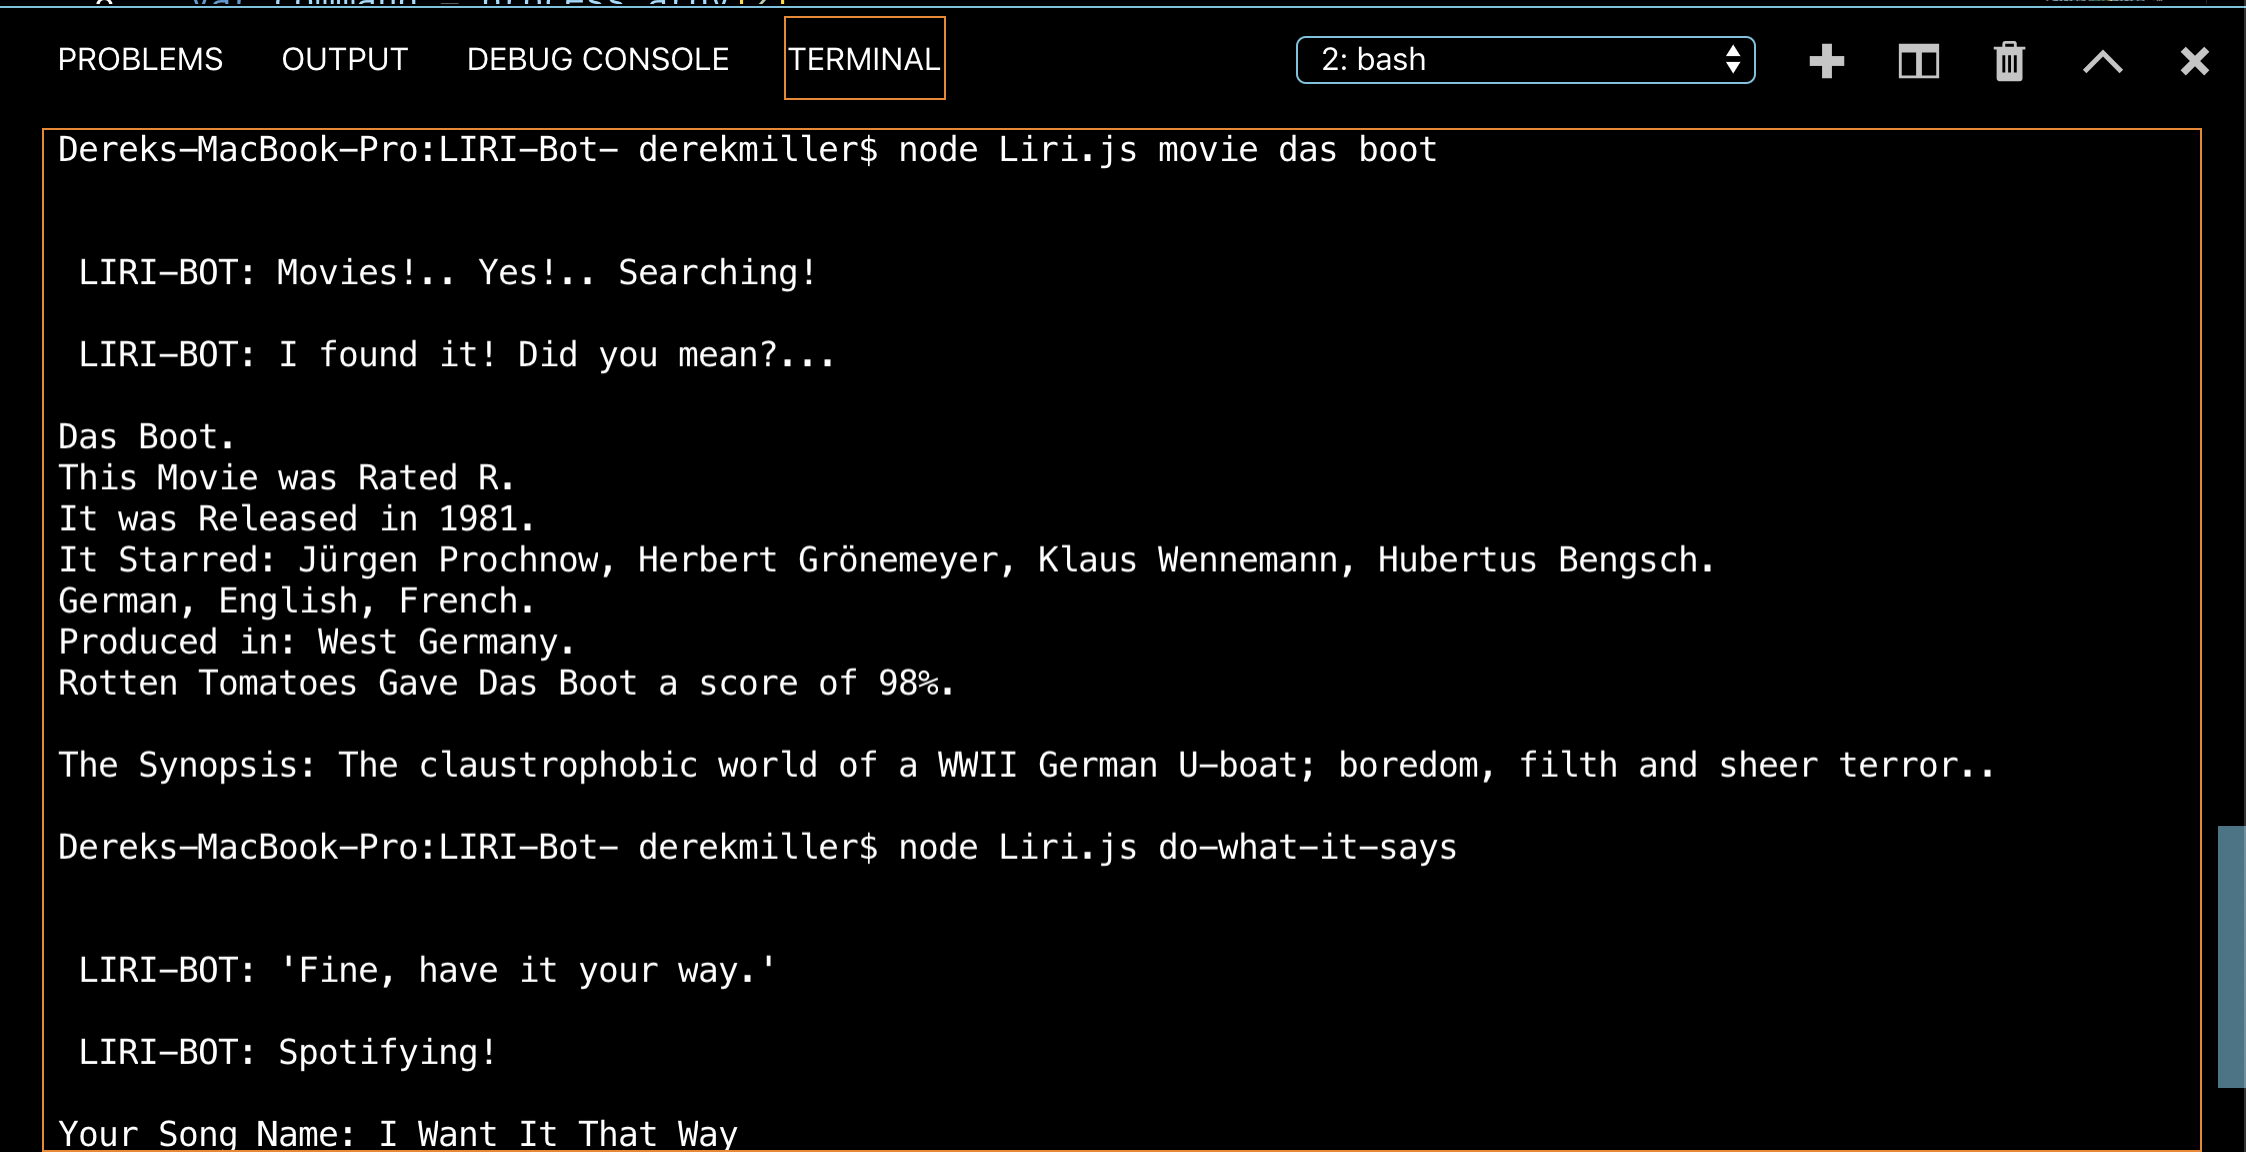 PROBLEMS OUTPUT DEBUG CONSOLE TERMINAL 2: bash
Dereks-MacBook-Pro:LIRI-Bot- derekmiller$ node Liri.js movie das boot
LIRI-BOT: Movies!.. Yes!.. Searching!
LIRI-BOT: I found it! Did you mean?...
Das Boot.
This Movie was Rated R.
It was Released in 1981.
It Starred: Jürgen Prochnow, Herbert Grönemeyer, Klaus Wennemann, Hubertus Bengsch.
German, English, French.
Produced in: West Germany.
Rotten Tomatoes Gave Das Boot a score of 98%.
The Synopsis: The claustrophobic world of a WWII German U-boat; boredom, filth and sheer terror..
Dereks-MacBook-Pro:LIRI-Bot- derekmiller$ node Liri.js do-what-it-says
LIRI-BOT: 'Fine, have it your way.'
LIRI-BOT: Spotifying!
Your Song Name: I Want It That Way